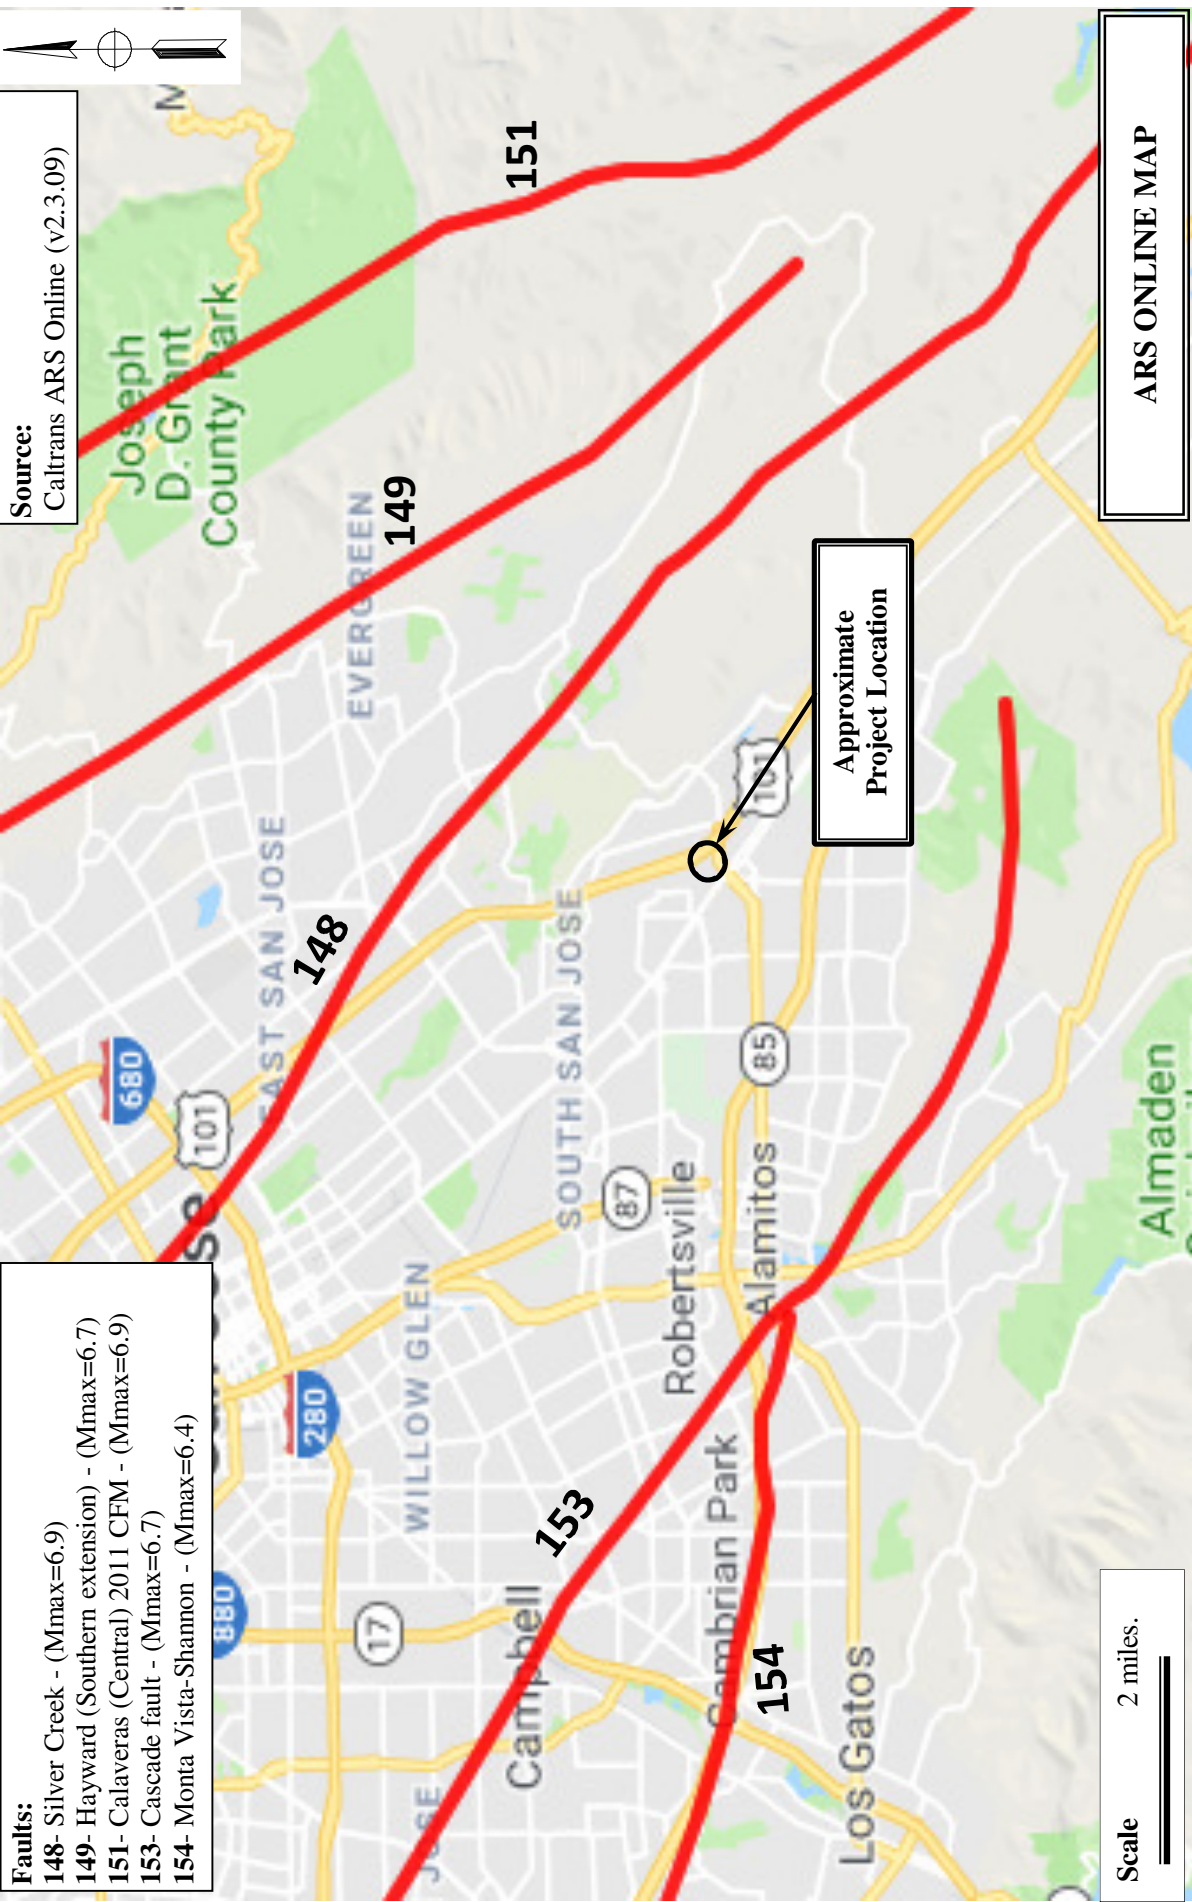 Faults:
148- Silver Creek - (Mmax=6.9)
149- Hayward (Southern extension) - (Mmax=6.7)
151- Calaveras (Central) 2011 CFM - (Mmax=6.9)
153- Cascade fault - (Mmax=6.7)
154- Monta Vista-Shannon - (Mmax=6.4)
Source:
Caltrans ARS Online (v2.3.09)
M
Joseph
D. Grant
County Park
151
149
EVERGREEN
148
EAST SAN JOSE
680
101
280
880
17
WILLOW GLEN
SOUTH SAN JOSE
87
Robertsville
Alamitos
85
101
Approximate
Project Location
153
Campbell
JOSE
Cambrian Park
154
Los Gatos
Almaden
Scale
2 miles.
ARS ONLINE MAP